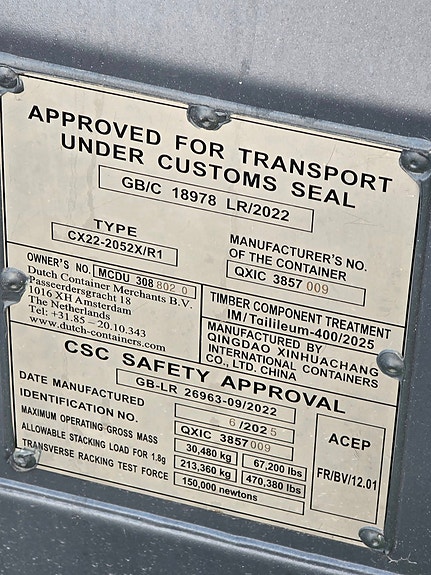 APPROVED FOR TRANSPORT
UNDER CUSTOMS SEAL
GB/C 18978 LR/2022
TYPE
CX22-2052X/R1
MANUFACTURER'S NO.
OF THE CONTAINER
QXIC 3857 009
OWNER'S NO. MCDU 308 802 0
Dutch Container Merchants B.V.
Passeerdersgracht 18
1016 XH Amsterdam
The Netherlands
Tel: +31.85 - 20.10.343
www.dutch-containers.com
TIMBER COMPONENT TREATMENT
IM/Tailileum-400/2025
MANUFACTURED BY
QINGDAO XINHUACHANG
INTERNATIONAL CONTAINERS
CO., LTD. CHINA
CSC SAFETY APPROVAL
GB-LR 26963-09/2022
DATE MANUFACTURED 6/2025
IDENTIFICATION NO. QXIC 3857009
MAXIMUM OPERATING GROSS MASS 30,480 kg 67,200 lbs
ALLOWABLE STACKING LOAD FOR 1.8g 213,360 kg 470,380 lbs
TRANSVERSE RACKING TEST FORCE 150,000 newtons
ACEP
FR/BV/12.01